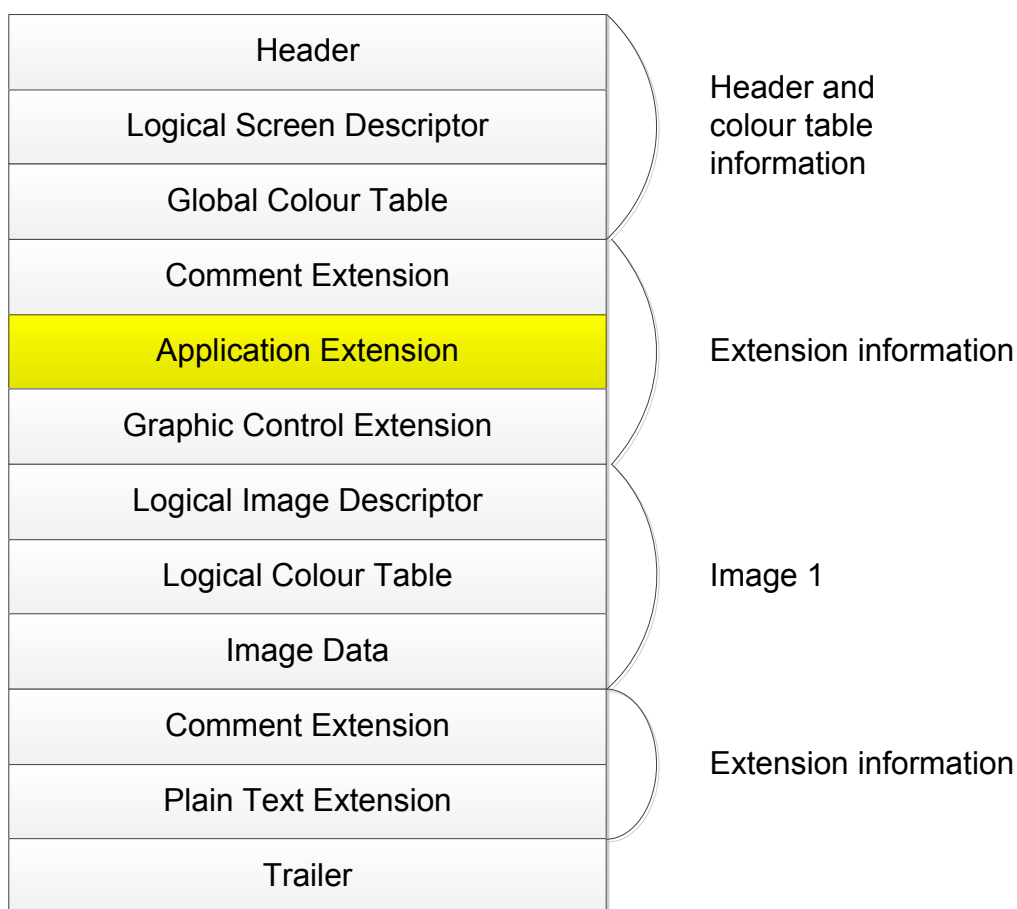 Header
Logical Screen Descriptor
Global Colour Table
Header and
colour table
information
Comment Extension
Application Extension
Graphic Control Extension
Extension information
Logical Image Descriptor
Logical Colour Table
Image Data
Image 1
Comment Extension
Plain Text Extension
Extension information
Trailer